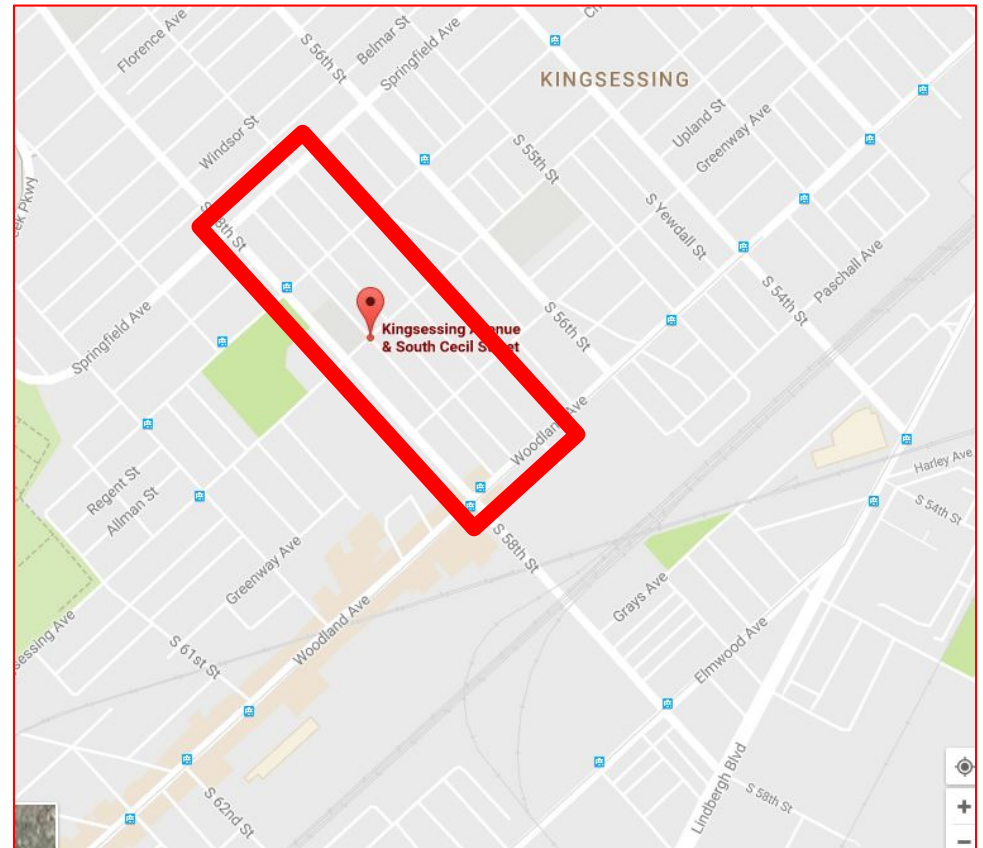 Florence Ave
S 56th St
Belmar St
Springfield Ave
KINGSESSING
Windsor St
S 55th St
Upland St
Greenway Ave
S Yewdall St
Paschall Ave
S 54th St
Springfield Ave
S 56th St
Kingsessing
& South Cecil
Woodland Ave
Harley Ave
S 54th St
Regent St
Allman St
Greenway Ave
S 58th St
Grays Ave
Woodland Ave
S 61st St
Elmwood Ave
S 62nd St
Lindbergh Blvd
S 58th St